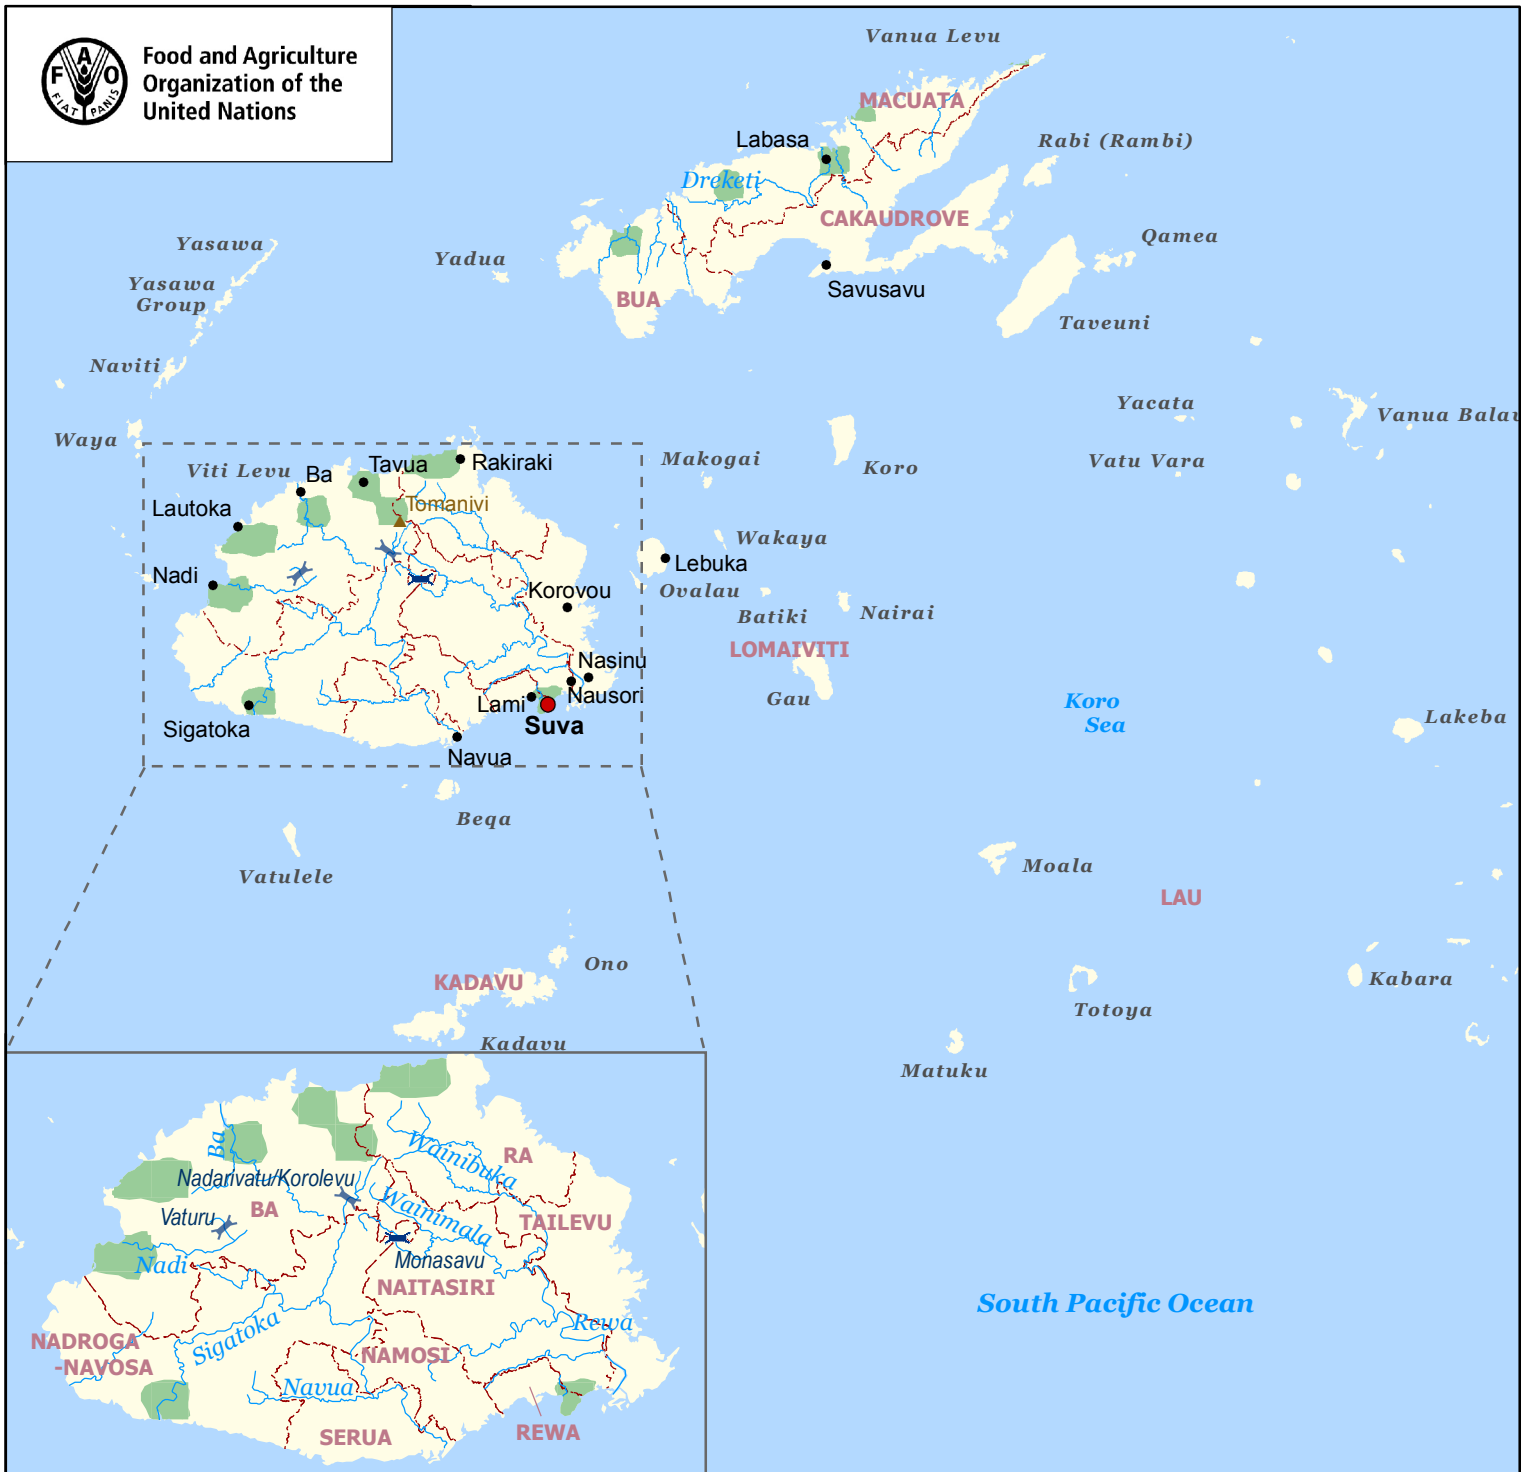 Food and Agriculture
Organization of the
United Nations
F A O
FIAT PANIS
Vanua Levu
MACUATA
Labasa
Rabi (Rambi)
Dreketi
CAKAUDROVE
Yasawa
Yadua
Qamea
Yasawa
Group
Savusavu
BUA
Taveuni
Naviti
Yacata
Vanua Balav
Waya
Viti Levu
Ba
Tavua
Rakiraki
Makogai
Koro
Vatu Vara
Lautoka
Tomanivi
Wakaya
Lebuka
Nadi
Korovou
Ovalau
Batiki
Nairai
LOMAIVITI
Nasinu
Nausori
Lami
Gau
Koro
Sea
Lakeba
Suva
Sigatoka
Navua
Beqa
Vatulele
Moala
LAU
Ono
KADAVU
Kabara
Totoya
Kadavu
Matuku
Ba
Wainibuka
RA
Nadarivatu/Korolevu
BA
Vaturu
Wainimala
TAILEVU
Nadi
Monasavu
NAITASIRI
South Pacific Ocean
Rewa
Sigatoka
NADROGA
-NAVOSA
NAMOSI
Navua
SERUA
REWA